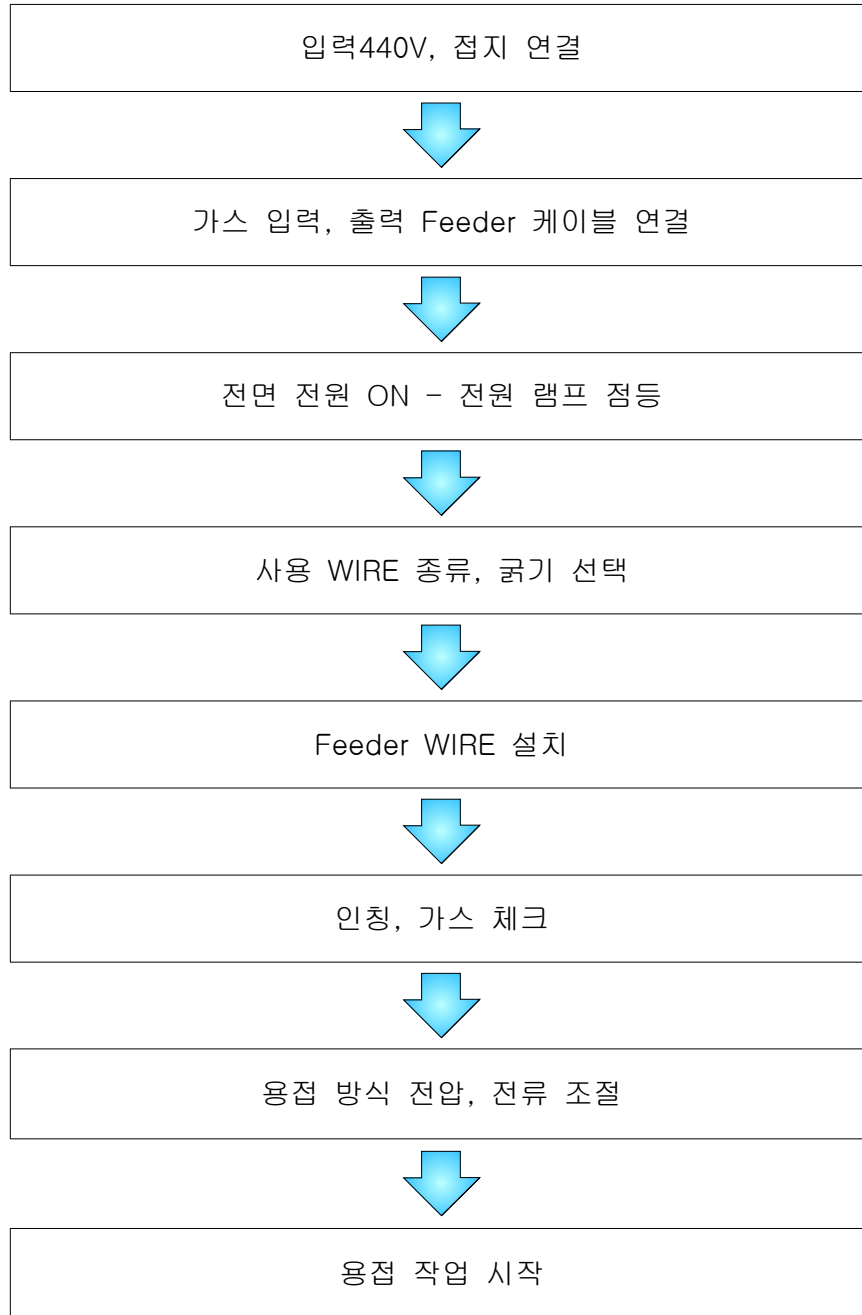 입력440V, 접지 연결
가스 입력, 출력 Feeder 케이블 연결
전면 전원 ON - 전원 램프 점등
사용 WIRE 종류, 굵기 선택
Feeder WIRE 설치
인칭, 가스 체크
용접 방식 전압, 전류 조절
용접 작업 시작